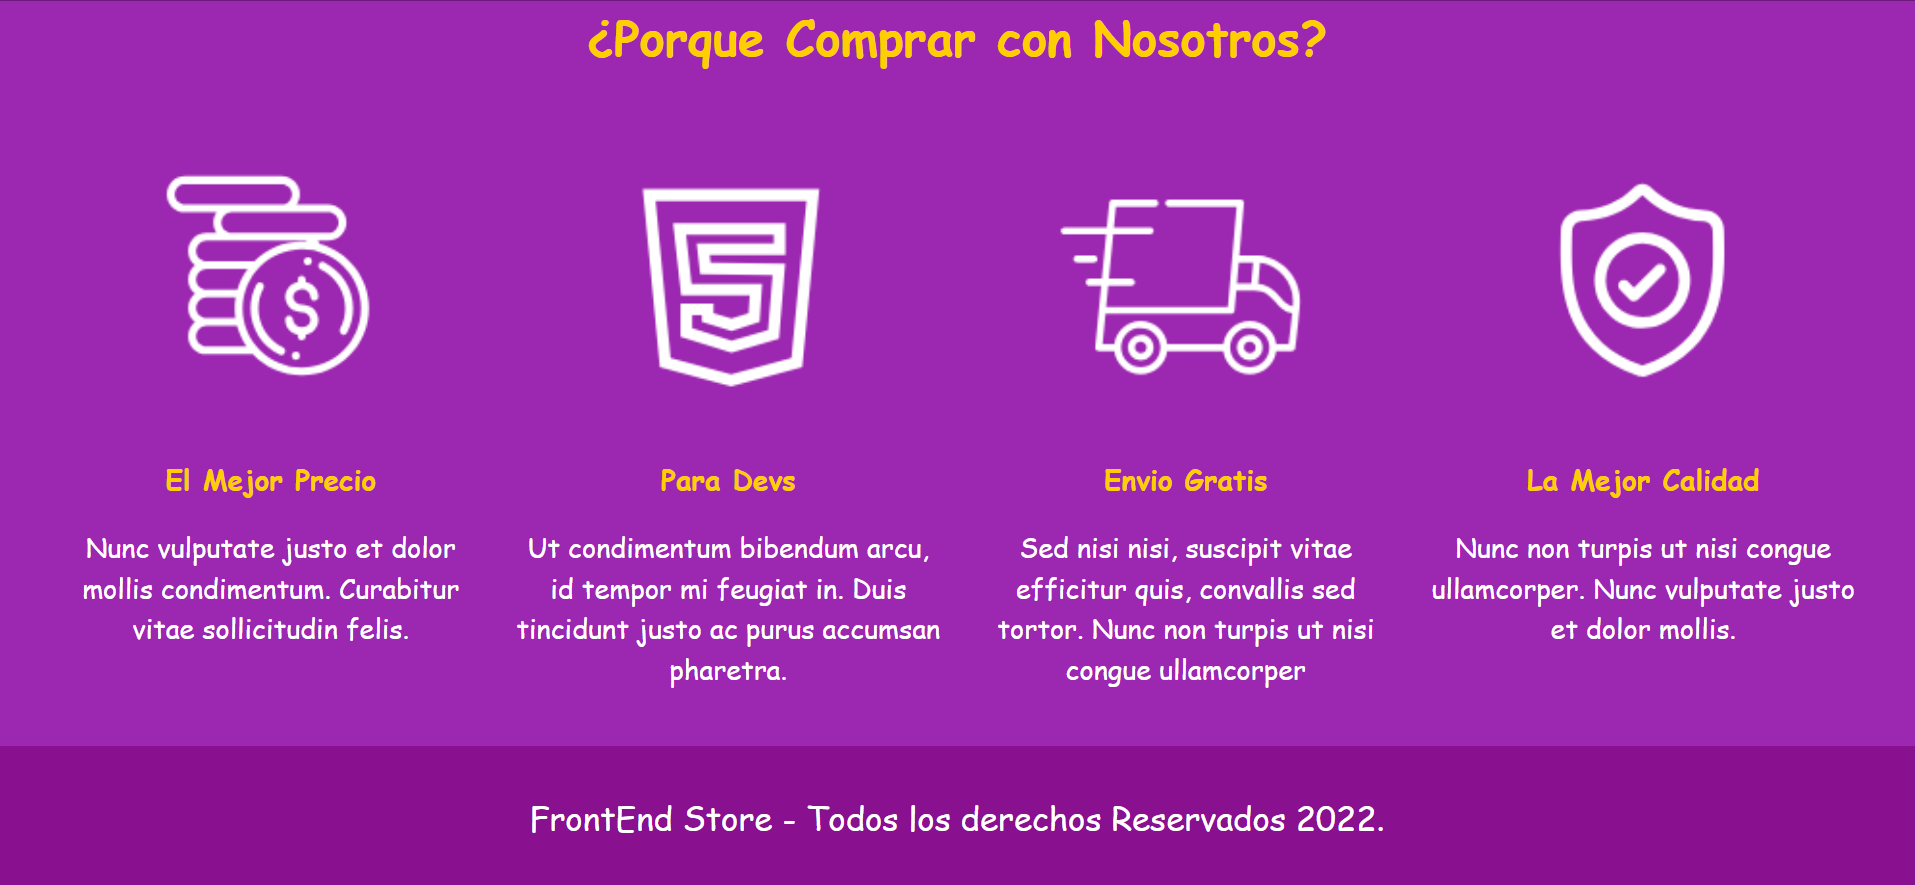 ¿Porque Comprar con Nosotros?
$
5
El Mejor Precio
Nunc vulputate justo et dolor
mollis condimentum. Curabitur
vitae sollicitudin felis.
Para Devs
Ut condimentum bibendum arcu,
id tempor mi feugiat in. Duis
tincidunt justo ac purus accumsan
pharetra.
Envio Gratis
Sed nisi nisi, suscipit vitae
efficitur quis, convallis sed
tortor. Nunc non turpis ut nisi
congue ullamcorper
La Mejor Calidad
Nunc non turpis ut nisi congue
ullamcorper. Nunc vulputate justo
et dolor mollis.
FrontEnd Store - Todos los derechos Reservados 2022.